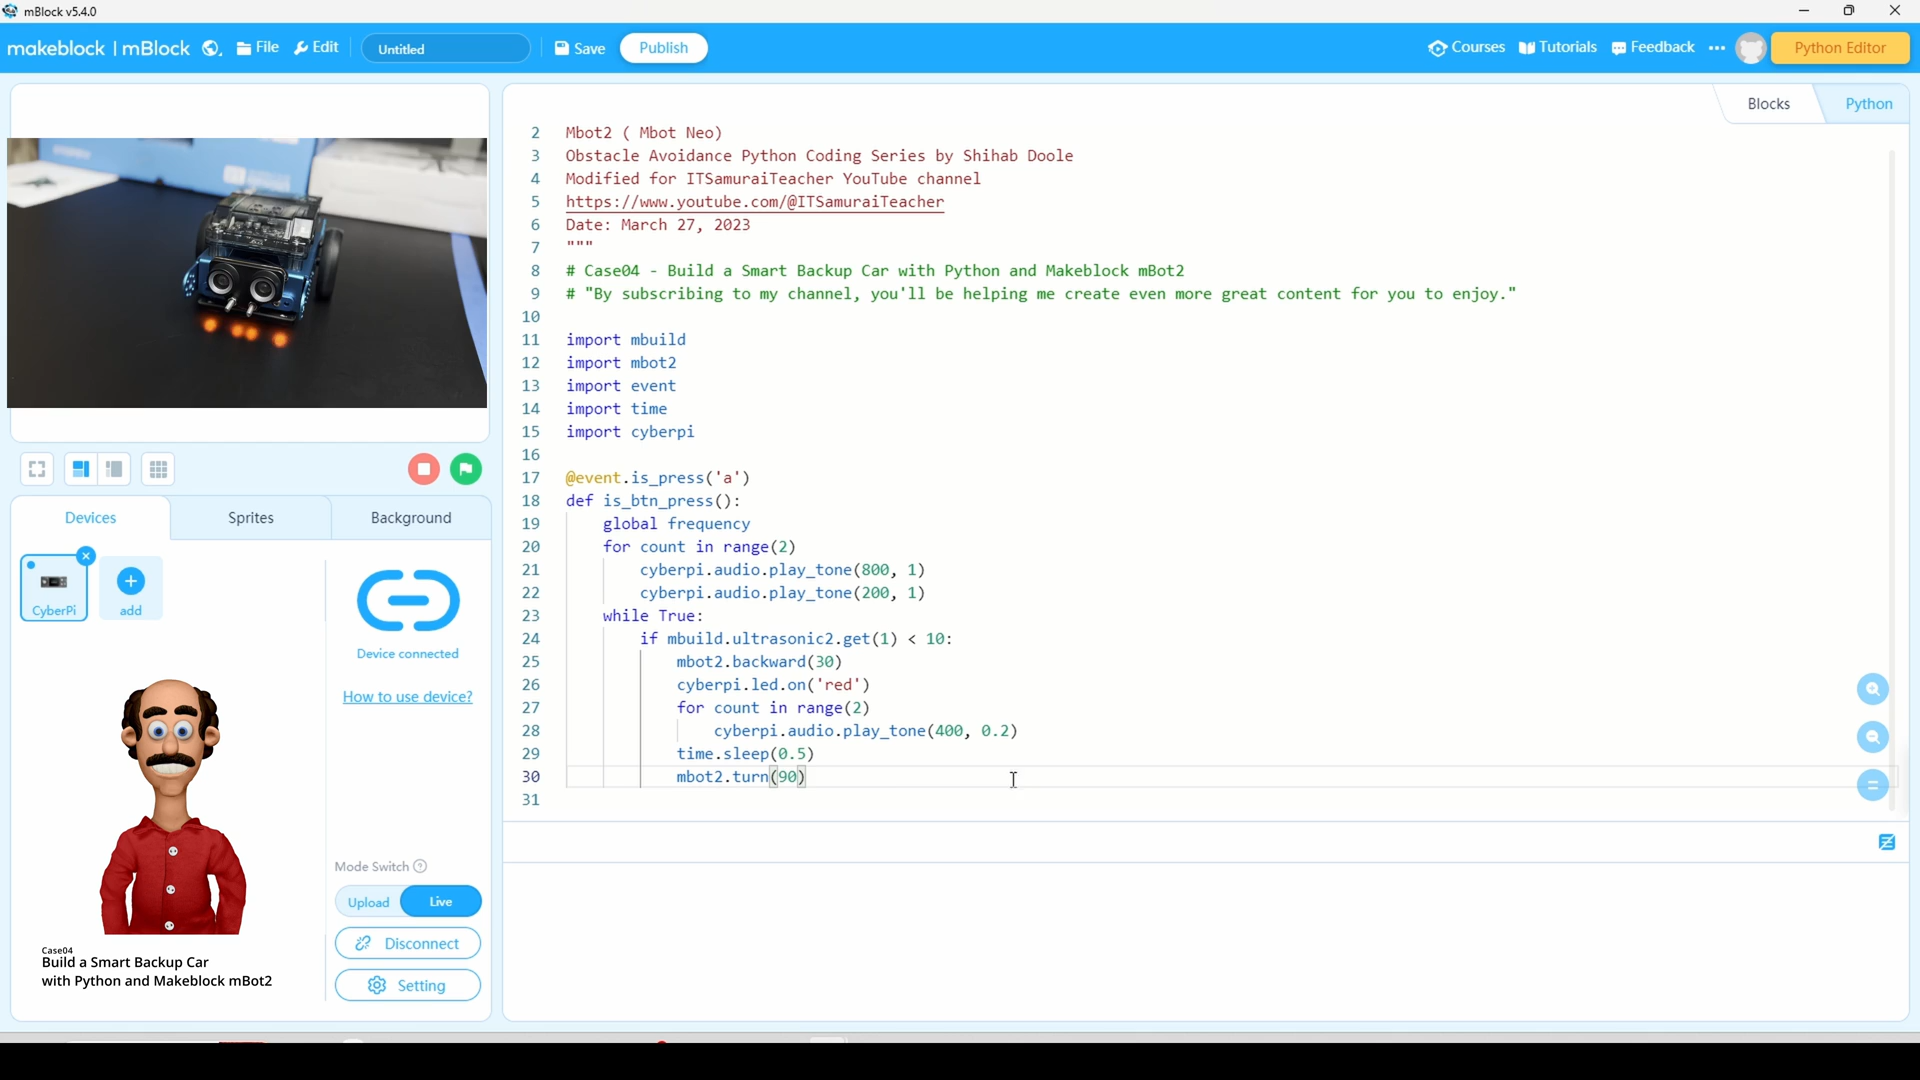 mBlock v5.4.0
makeblock | mBlock
File
Edit
Untitled
Save
Publish
Courses
Tutorials
Feedback
Python Editor
Blocks
Python
2 Mbot2 ( Mbot Neo)
3 Obstacle Avoidance Python Coding Series by Shihab Doole
4 Modified for ITSamuraiTeacher YouTube channel
5 https://www.youtube.com/@ITSamuraiTeacher
6 Date: March 27, 2023
7 """
8 # Case04 - Build a Smart Backup Car with Python and Makeblock mBot2
9 # "By subscribing to my channel, you'll be helping me create even more great content for you to enjoy."
10
11 import mbuild
12 import mbot2
13 import event
14 import time
15 import cyberpi
16
17 @event.is_press('a')
18 def is_btn_press():
19 global frequency
20 for count in range(2)
21 cyberpi.audio.play_tone(800, 1)
22 cyberpi.audio.play_tone(200, 1)
23 while True:
24 if mbuild.ultrasonic2.get(1) < 10:
25 mbot2.backward(30)
26 cyberpi.led.on('red')
27 for count in range(2)
28 cyberpi.audio.play_tone(400, 0.2)
29 time.sleep(0.5)
30 mbot2.turn(90)
31
Devices
Sprites
Background
CyberPi
add
Device connected
How to use device?
Mode Switch
Upload
Live
Disconnect
Setting
Case04
Build a Smart Backup Car
with Python and Makeblock mBot2